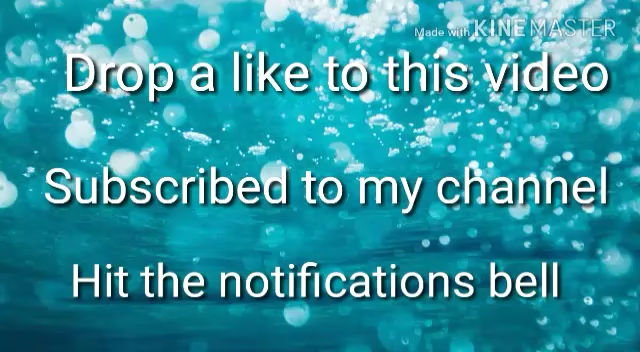 Made with KINEMASTER
Drop a like to this video
Subscribed to my channel
Hit the notifications bell